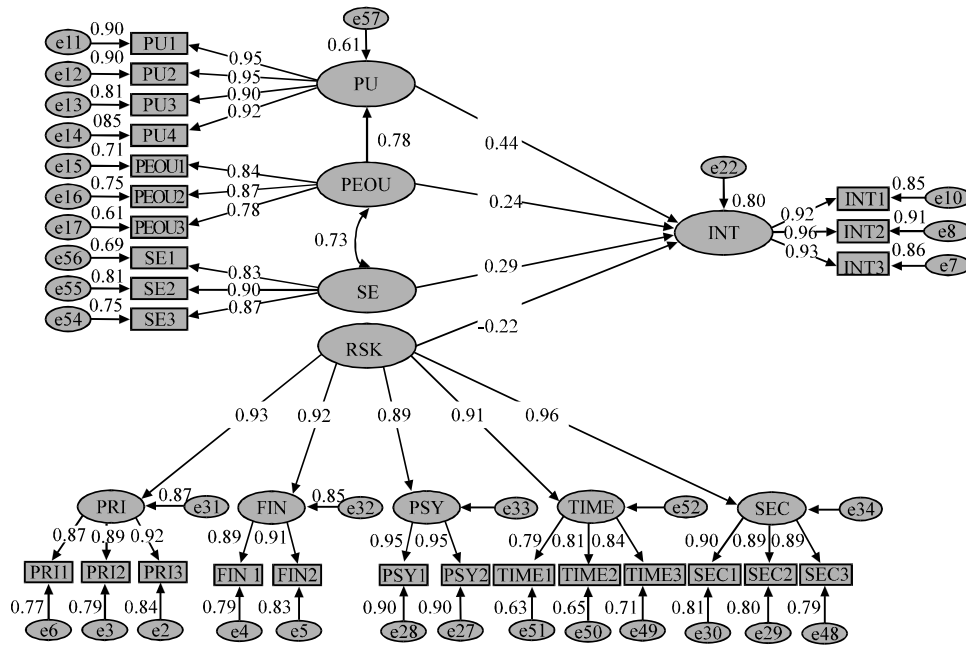 e57
0.61
PU
e11 0.90 PU1 0.95
e12 0.90 PU2 0.95
e13 0.81 PU3 0.90
e14 085 PU4 0.92
0.78
0.44
e15 0.71 PEOU1 0.84
e16 0.75 PEOU2 0.87
e17 0.61 PEOU3 0.78
PEOU
0.24
e22
0.80
INT
0.92 INT1 0.85 e10
0.96 INT2 0.91 e8
0.93 INT3 0.86 e7
0.73
e56 0.69 SE1 0.83
e55 0.81 SE2 0.90
e54 0.75 SE3 0.87
SE
0.29
RSK
-0.22
0.93 0.92 0.89 0.91 0.96
PRI 0.87 e31 FIN 0.85 e32 PSY e33 TIME e52 SEC e34
0.87 0.89 0.92 0.89 0.91 0.95 0.95 0.79 0.81 0.84 0.90 0.89 0.89
PRI1 PRI2 PRI3 FIN 1 FIN2 PSY1 PSY2 TIME1 TIME2 TIME3 SEC1 SEC2 SEC3
0.77 0.79 0.84 0.79 0.83 0.90 0.90 0.63 0.65 0.71 0.81 0.80 0.79
e6 e3 e2 e4 e5 e28 e27 e51 e50 e49 e30 e29 e48